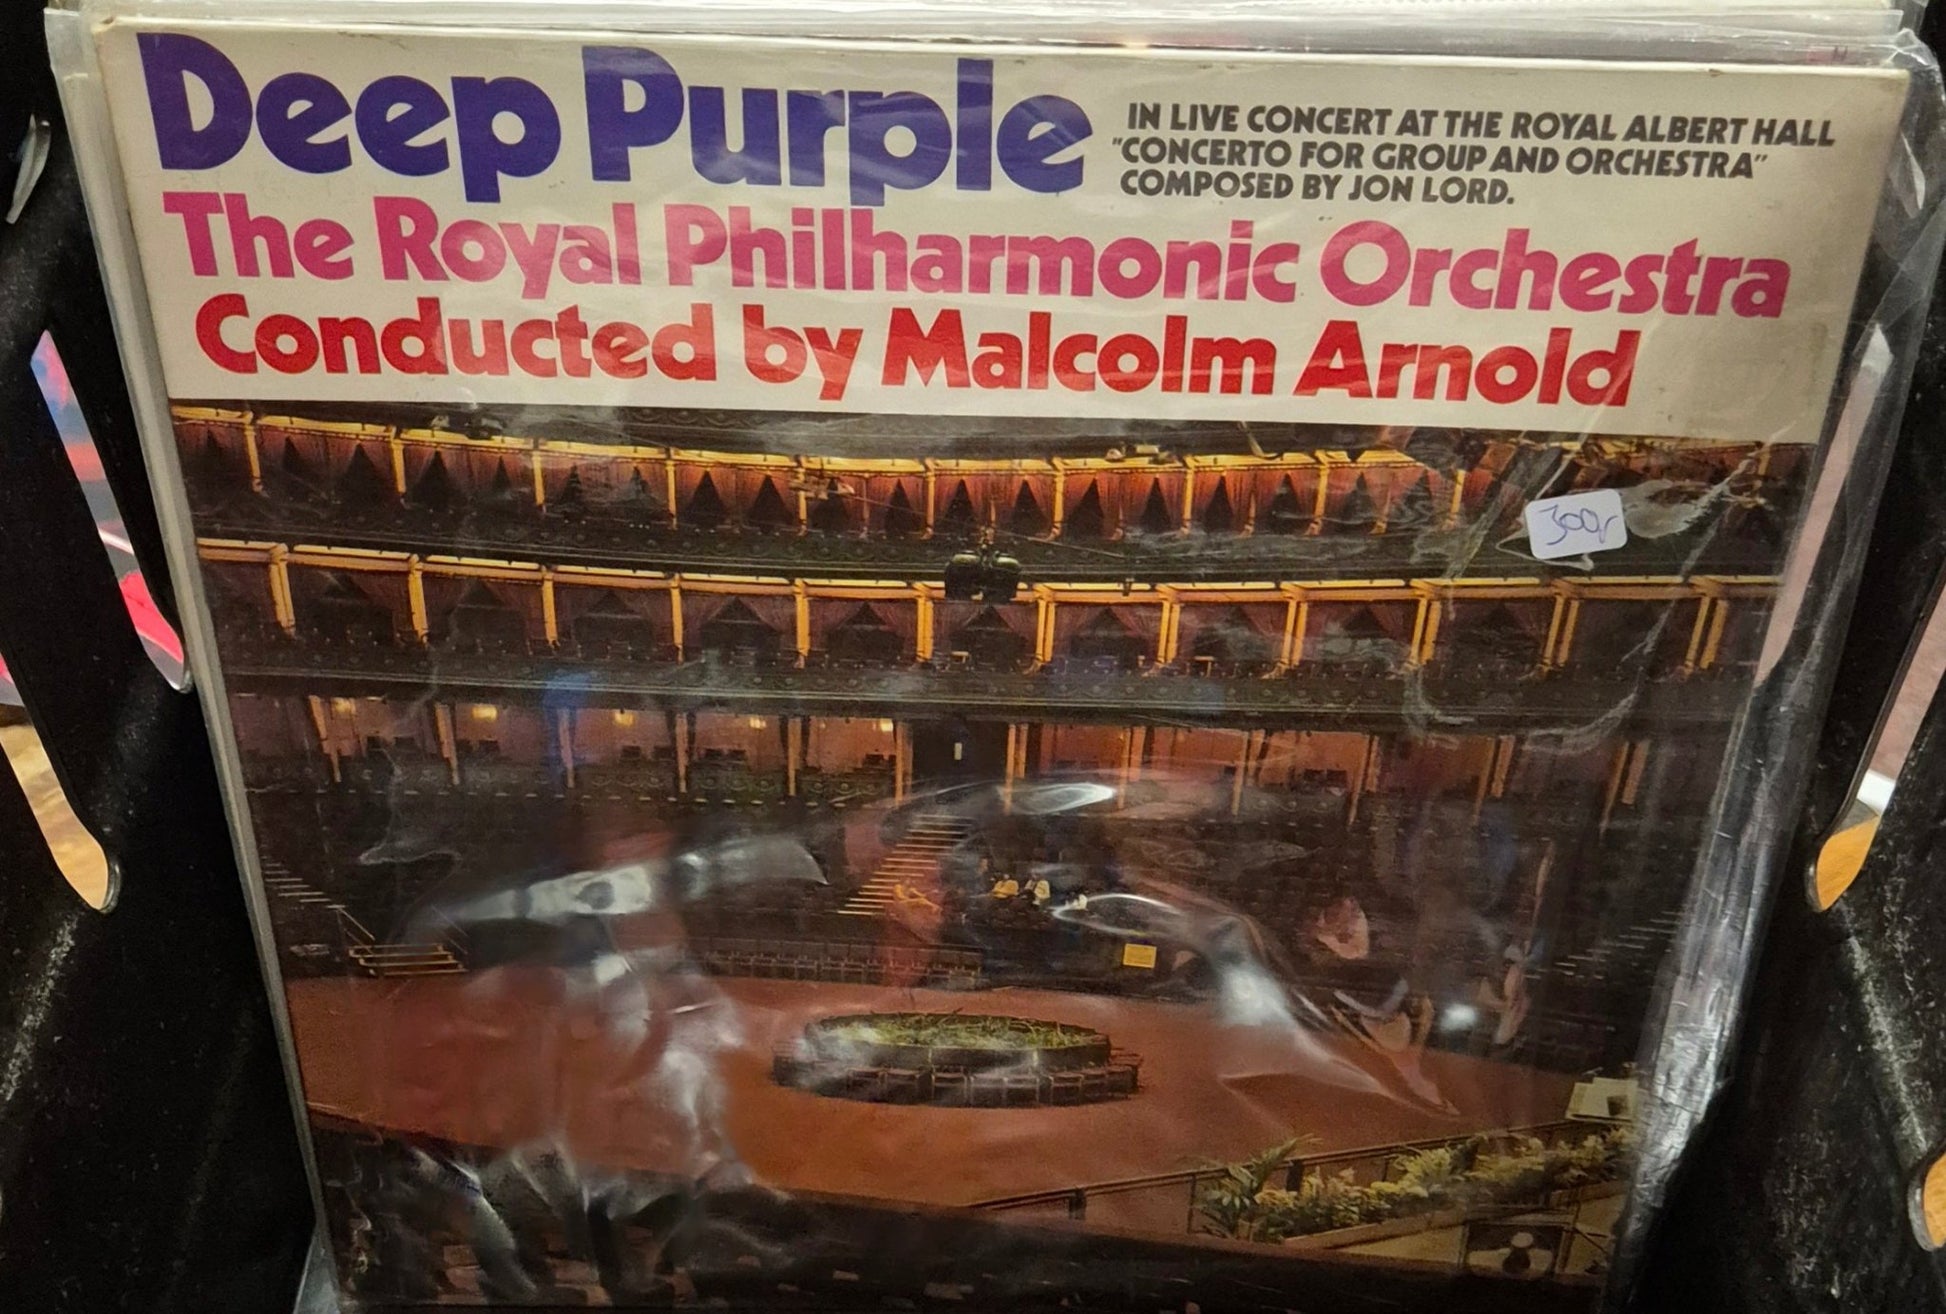 Deep Purple
IN LIVE CONCERT AT THE ROYAL ALBERT HALL
"CONCERTO FOR GROUP AND ORCHESTRA"
COMPOSED BY JON LORD.
The Royal Philharmonic Orchestra
Conducted by Malcolm Arnold
300,